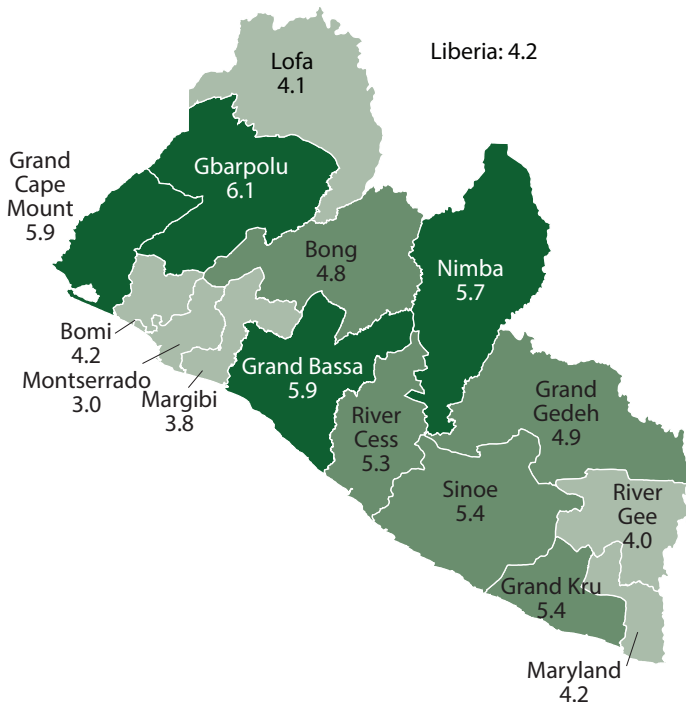 Liberia: 4.2
Lofa
4.1
Grand
Cape
Mount
5.9
Gbarpolu
6.1
Bong
4.8
Nimba
5.7
Bomi
4.2
Montserrado
3.0
Margibi
3.8
Grand Bassa
5.9
River
Cess
5.3
Grand
Gedeh
4.9
Sinoe
5.4
River
Gee
4.0
Grand Kru
5.4
Maryland
4.2